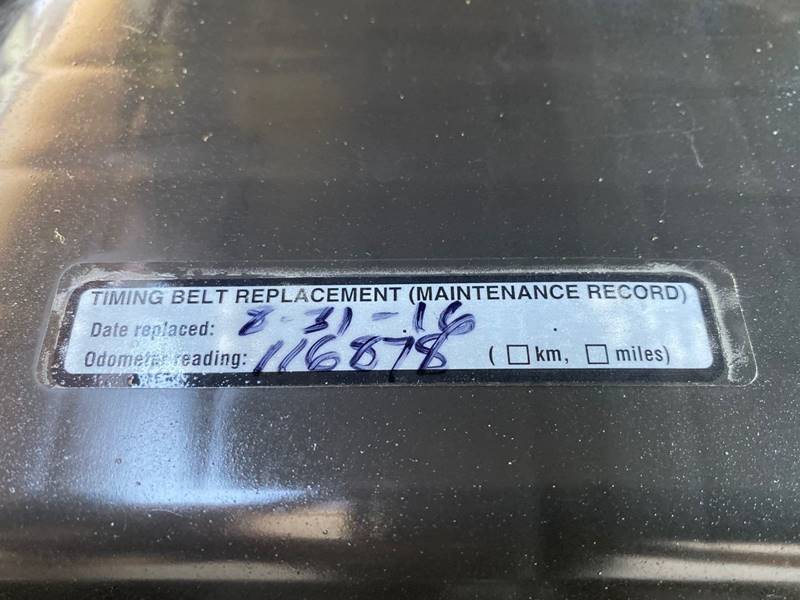 TIMING BELT REPLACEMENT (MAINTENANCE RECORD)
Date replaced: 8-31-16
Odometer reading: 116878 ( ☐ km, ☐ miles)